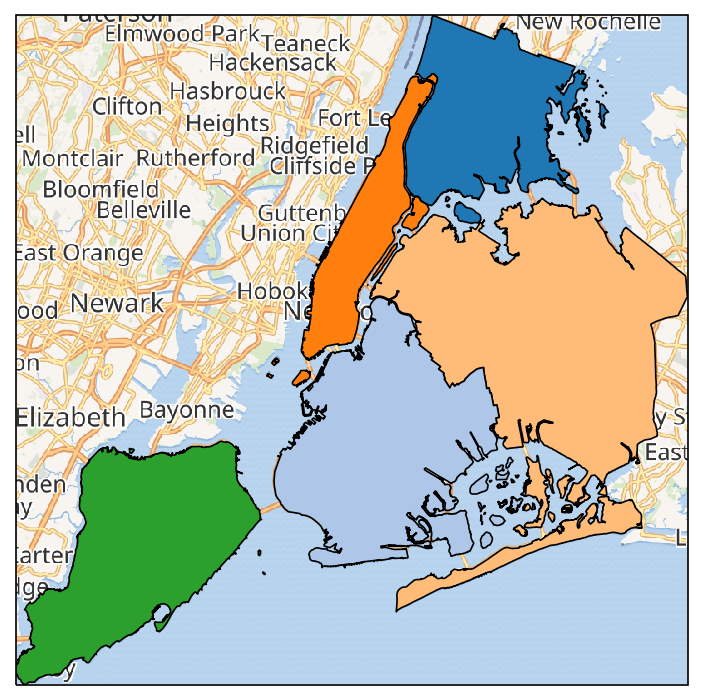 Paterson
New Rochelle
Elmwood Park
Teaneck
Hackensack
Hasbrouck
Heights
Clifton
Fort Le
ell
Ridgefield
Montclair
Rutherford
Cliffside P
Bloomfield
Belleville
Guttenb
Union Cit
East Orange
Hobok
ood
Newark
Ne
o
on
Elizabeth
Bayonne
y S
East
nden
y
L
arter
dge
y